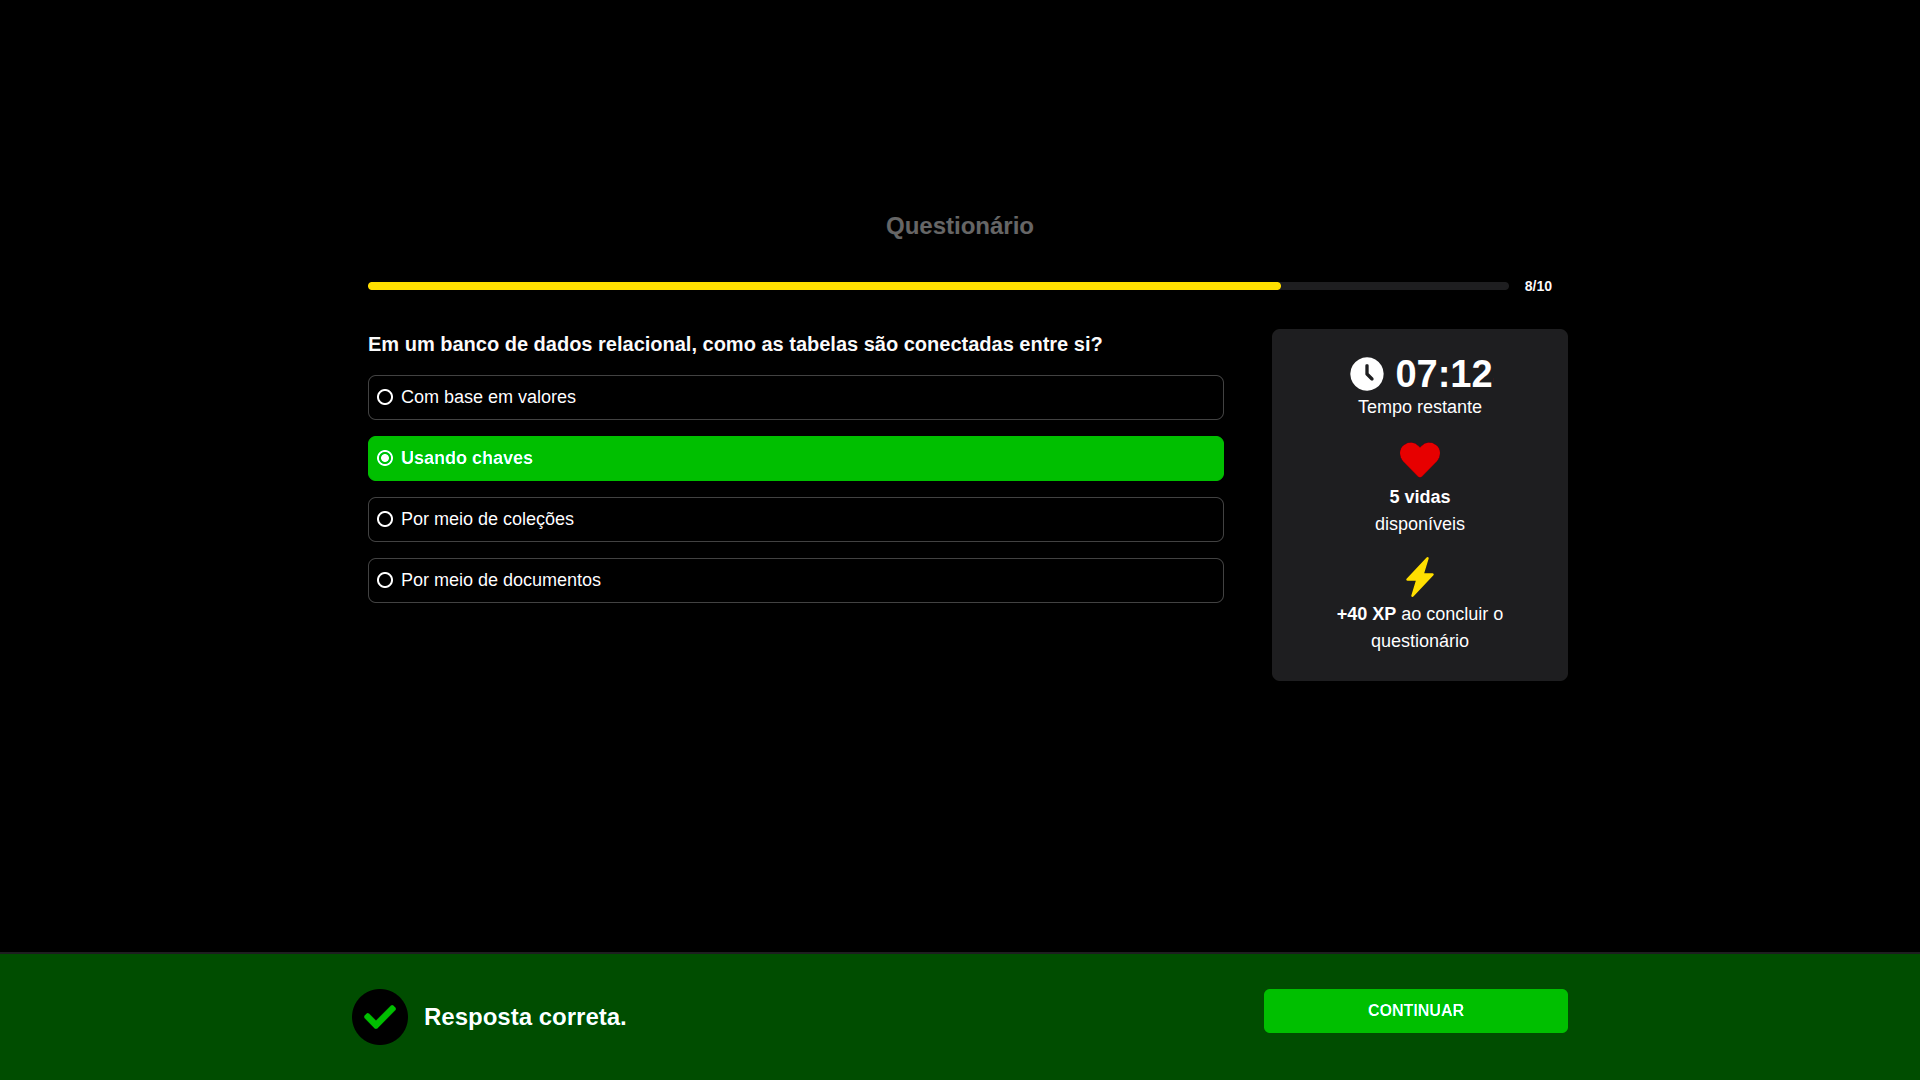 Questionário
8/10
Em um banco de dados relacional, como as tabelas são conectadas entre si?
Com base em valores
Usando chaves
Por meio de coleções
Por meio de documentos
07:12
Tempo restante
5 vidas
disponíveis
+40 XP ao concluir o
questionário
Resposta correta.
CONTINUAR